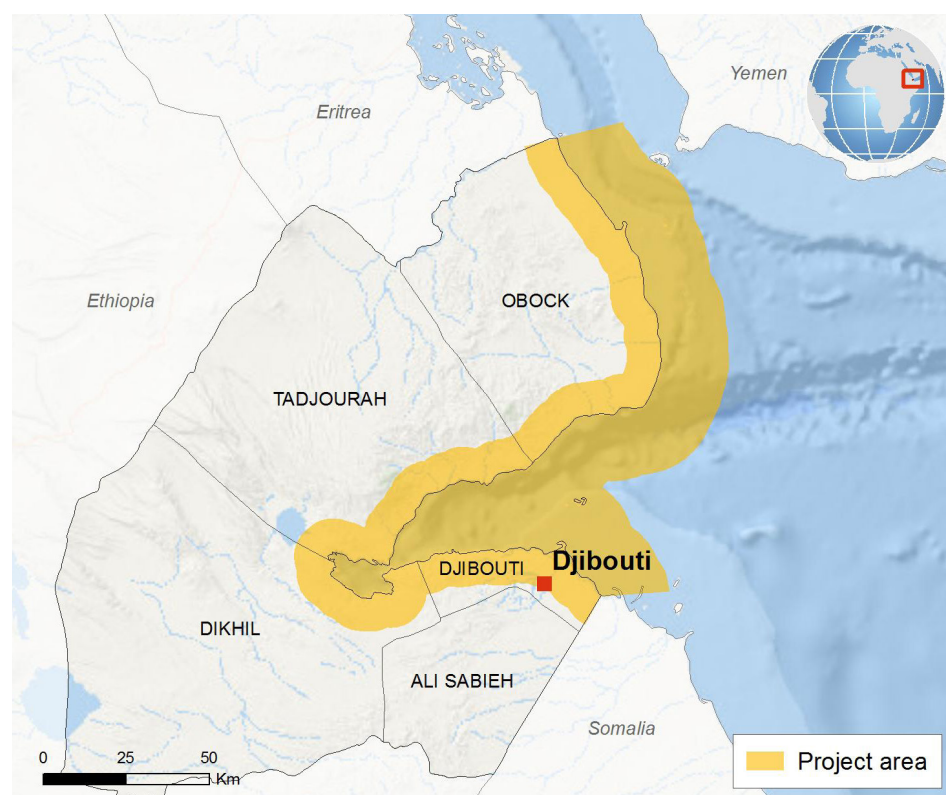 Yemen
Eritrea
Ethiopia
OBOCK
TADJOURAH
Djibouti
DJIBOUTI
DIKHIL
ALI SABIEH
Somalia
0 25 50
Km
Project area